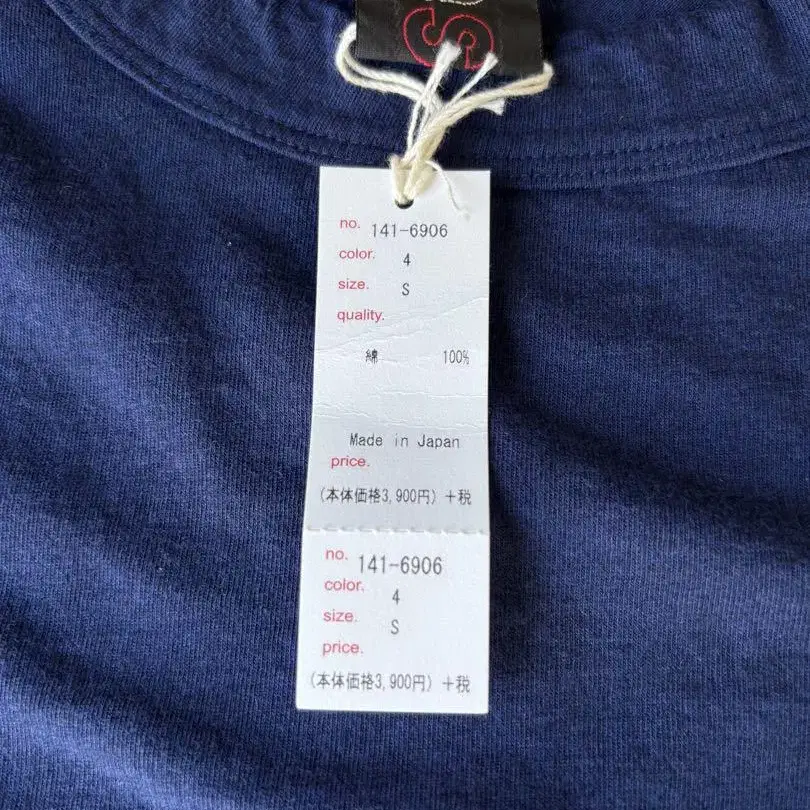 S
no. 141-6906
color. 4
size. S
quality.
綿 100%
Made in Japan
price.
(本体価格3,900円) +税
no. 141-6906
color. 4
size. S
price.
(本体価格3,900円) +税